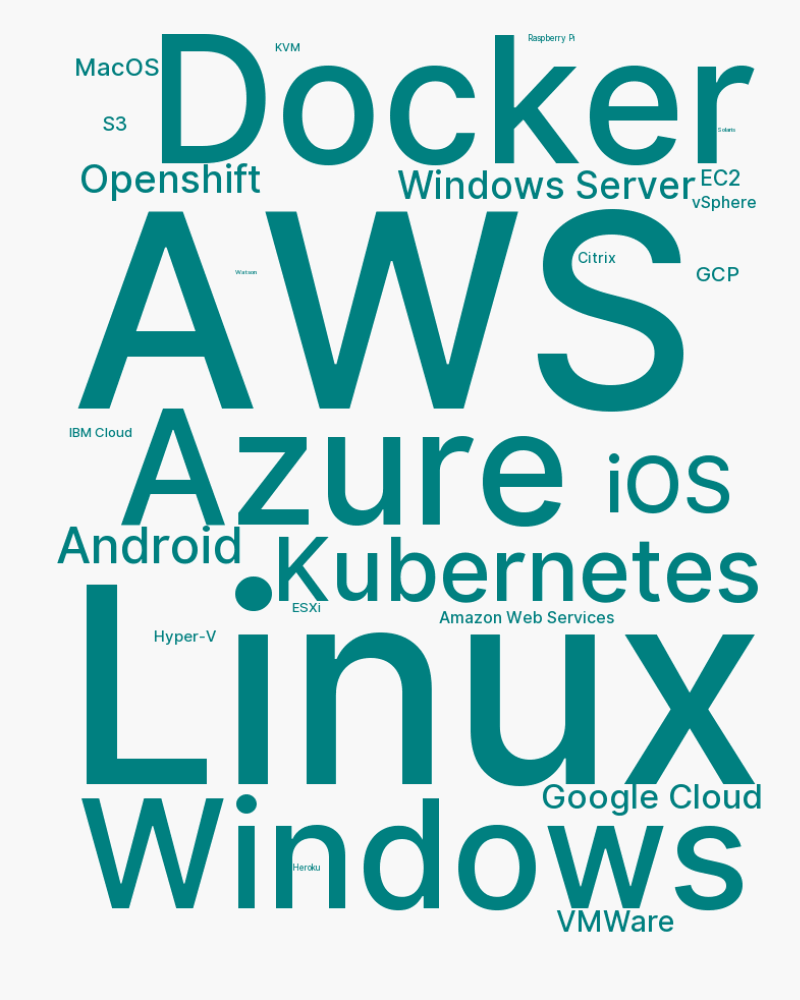 Docker
KVM
Raspberry Pi
MacOS
S3
Solaris
Openshift
Windows Server
EC2
vSphere
AWS
Citrix
GCP
IBM Cloud
Azure
iOS
Android
Kubernetes
ESXi
Amazon Web Services
Hyper-V
Linux
Google Cloud
Windows
Heroku
VMWare